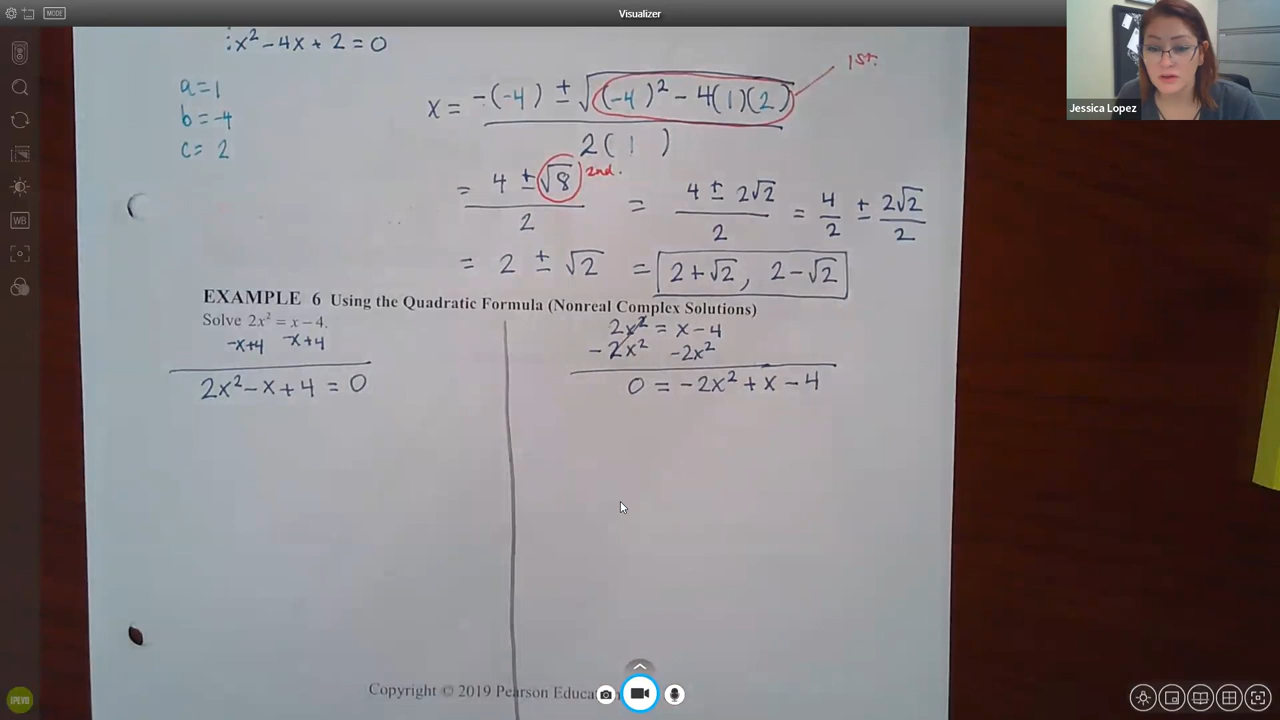 MODE
Visualizer
Jessica Lopez
x² - 4x + 2 = 0
1st.
a = 1
b = -4
c = 2
x = -(-4) ± √((-4)² - 4(1)(2)) / 2(1)
= 4 ± √8 / 2 2nd. = 4 ± 2√2 / 2 = 4/2 ± 2√2/2
= 2 ± √2 = 2+√2, 2-√2
EXAMPLE 6 Using the Quadratic Formula (Nonreal Complex Solutions)
Solve 2x² = x – 4.
-x+4 -x+4
2x² - x + 4 = 0
2x² = x - 4
-2x² -2x²
0 = -2x² + x - 4
Copyright © 2019 Pearson Educa
WB
IPEVO